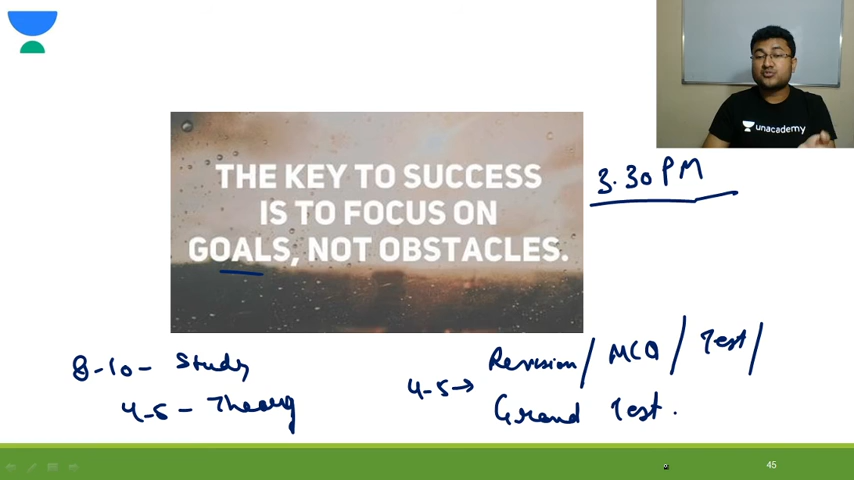 unacademy
3.30 PM
THE KEY TO SUCCESS
IS TO FOCUS ON
GOALS, NOT OBSTACLES.
8-10- Study
4-5 - Theory
4-5 → Revision / MCQ / Test /
Grand Test.
45